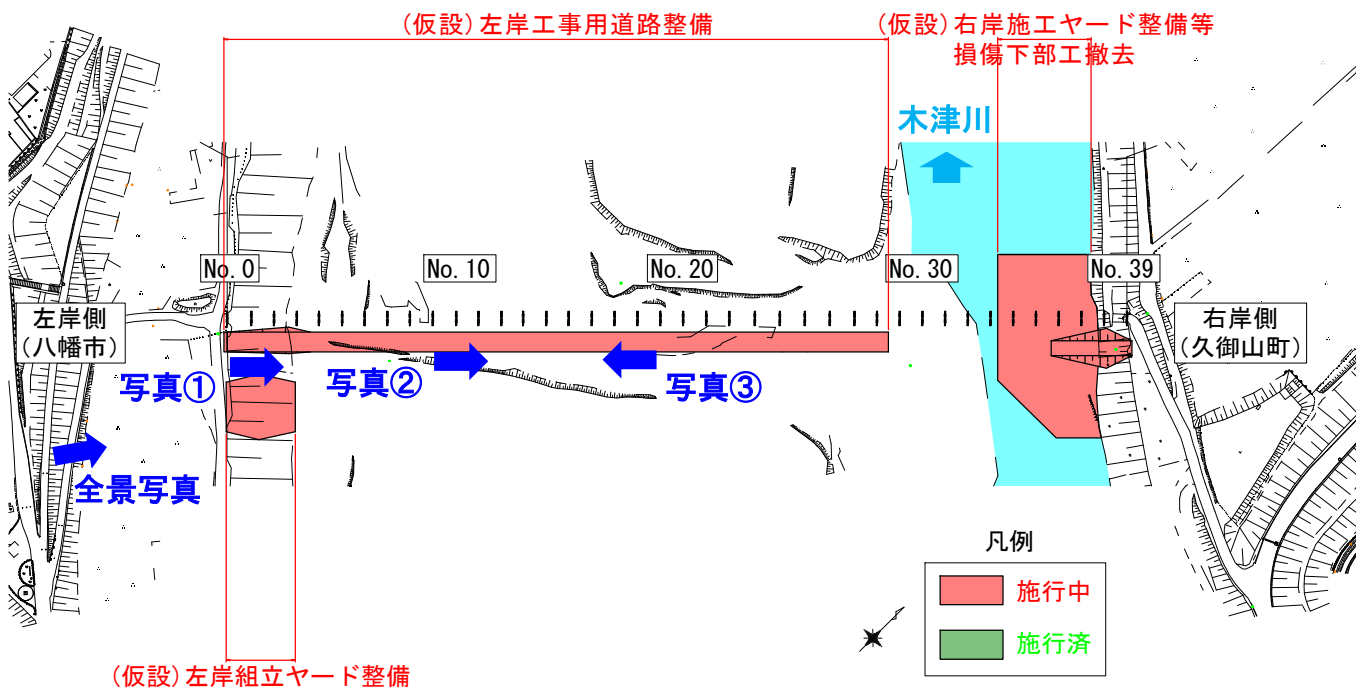 (仮設)左岸工事用道路整備
(仮設)右岸施工ヤード整備等
損傷下部工撤去
木津川
No.0
No.10
No.20
No.30
No.39
左岸側
(八幡市)
右岸側
(久御山町)
写真①
写真②
写真③
全景写真
凡例
施行中
施行済
(仮設)左岸組立ヤード整備